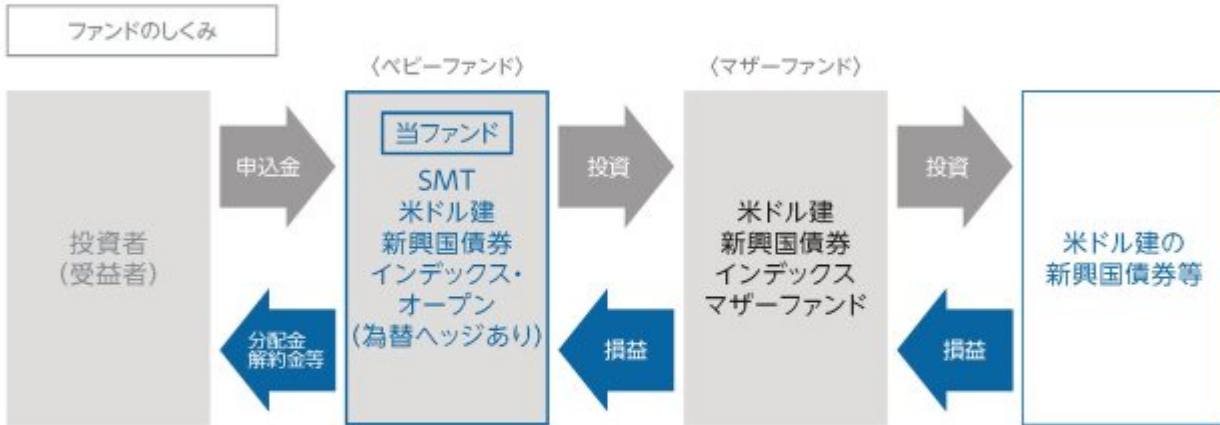 ファンドのしくみ
〈ベビーファンド〉
〈マザーファンド〉
投資者
(受益者)
申込金
分配金
解約金等
当ファンド
SMT
米ドル建
新興国債券
インデックス・
オープン
(為替ヘッジあり)
投資
損益
米ドル建
新興国債券
インデックス
マザーファンド
投資
損益
米ドル建の
新興国債券等